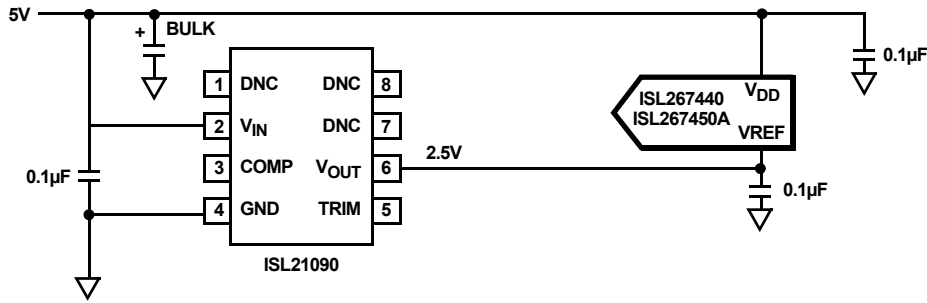 5V
+ BULK
0.1µF
1 DNC DNC 8
2 VIN DNC 7
3 COMP VOUT 6
4 GND TRIM 5
ISL21090
0.1µF
2.5V
ISL267440
ISL267450A
VDD
VREF
0.1µF